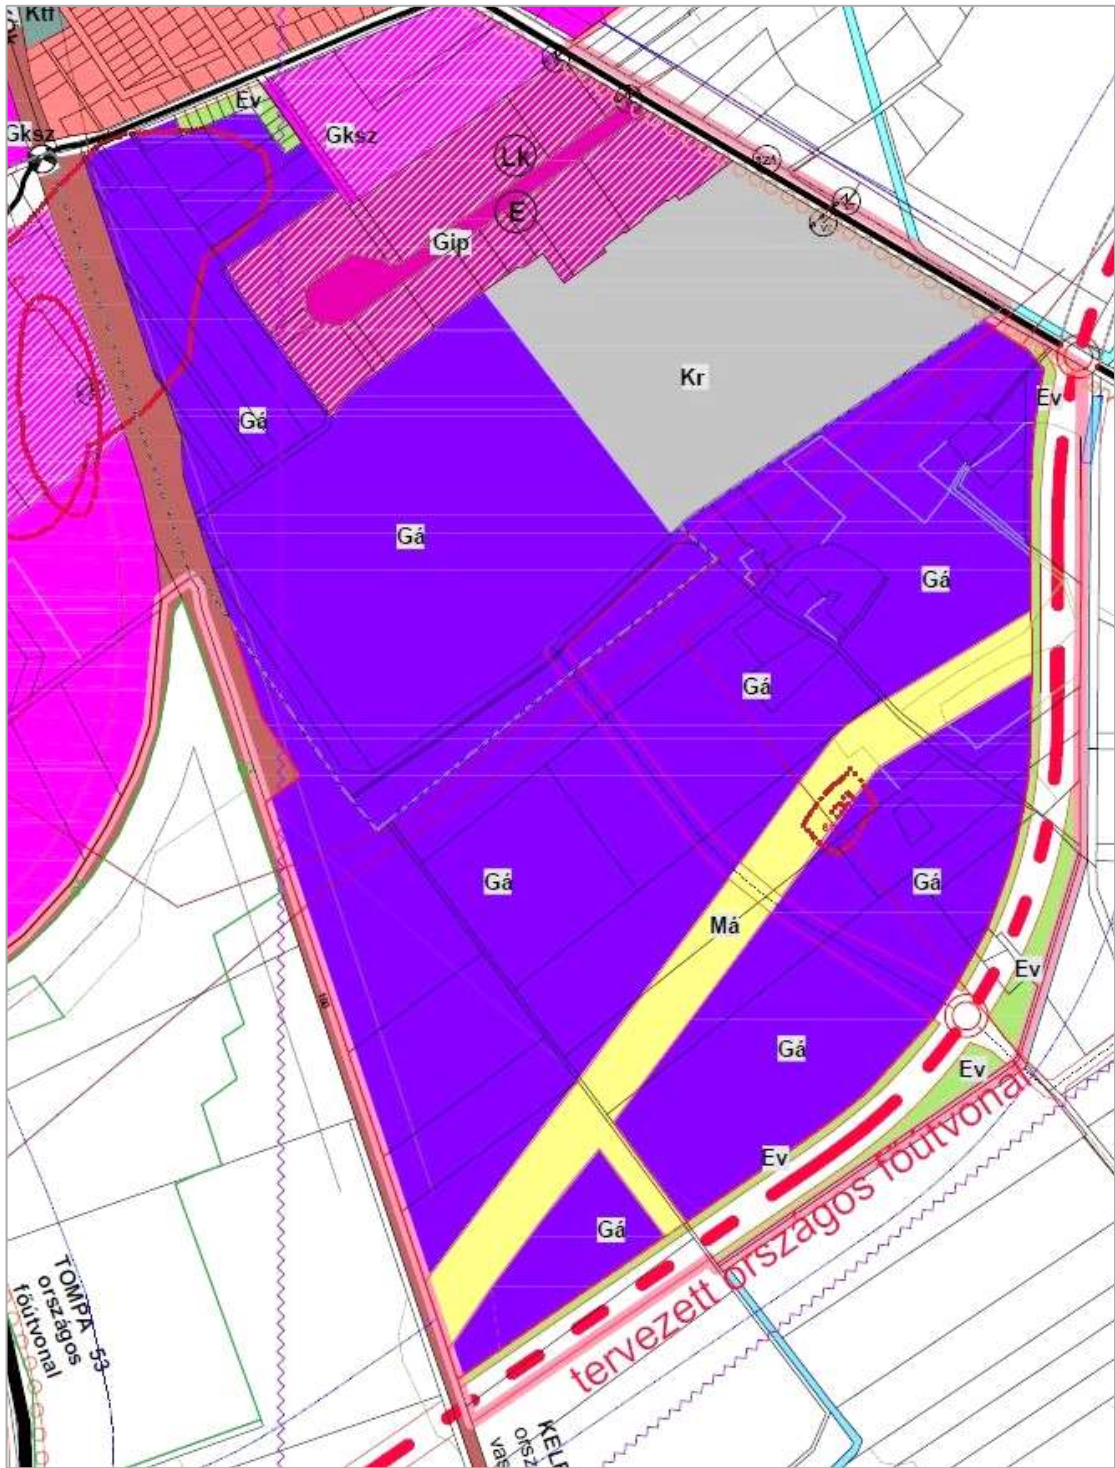 Ktf
Ev
Gksz
Gksz
Lk
E
Gip
Kr
Ev
Gá
Gá
Gá
Gá
Gá
Gá
Má
Ev
Gá
Ev
Ev
Gá
tervezett országos főútvonal
TOMPA 53
országos
főútvonal